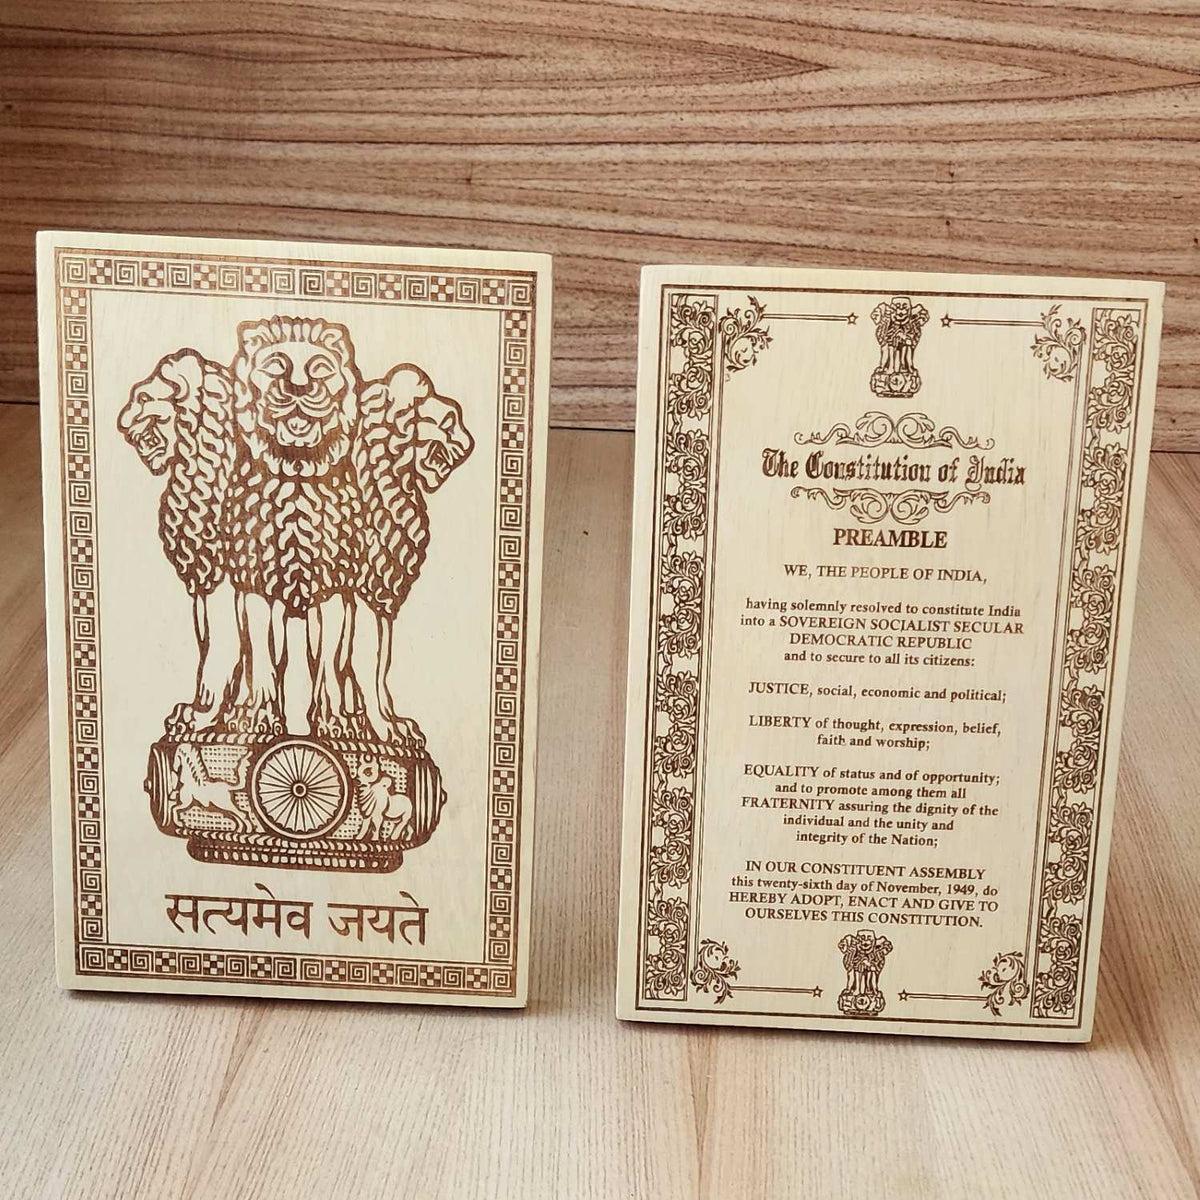 सत्यमेव जयते
The Constitution of India
PREAMBLE
WE, THE PEOPLE OF INDIA,
having solemnly resolved to constitute India
into a SOVEREIGN SOCIALIST SECULAR
DEMOCRATIC REPUBLIC
and to secure to all its citizens:
JUSTICE, social, economic and political;
LIBERTY of thought, expression, belief,
faith and worship;
EQUALITY of status and of opportunity;
and to promote among them all
FRATERNITY assuring the dignity of the
individual and the unity and
integrity of the Nation;
IN OUR CONSTITUENT ASSEMBLY
this twenty-sixth day of November, 1949, do
HEREBY ADOPT, ENACT AND GIVE TO
OURSELVES THIS CONSTITUTION.